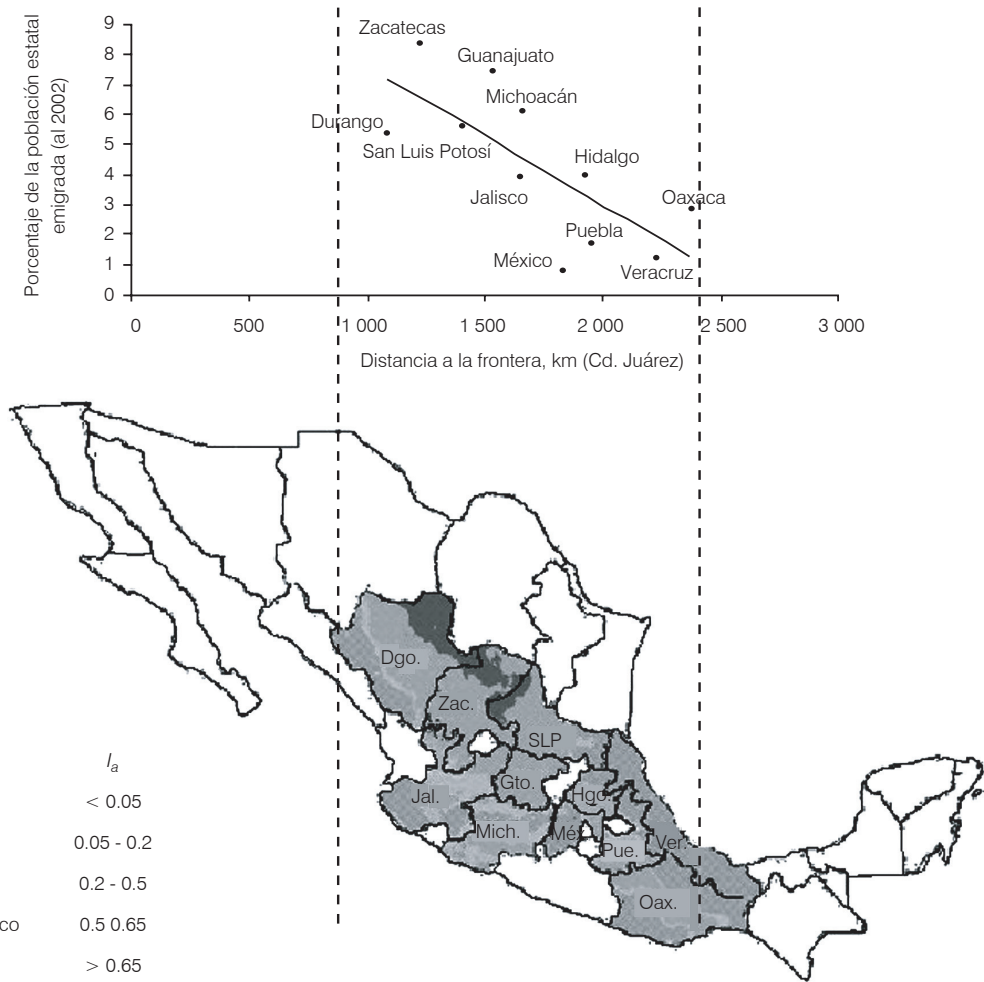 Porcentaje de la población estatal
emigrada (al 2002)
9
8
7
6
5
4
3
2
1
0
Zacatecas
Guanajuato
Michoacán
Durango
San Luis Potosí
Hidalgo
Jalisco
Oaxaca
Puebla
México
Veracruz
0 500 1 000 1 500 2 000 2 500 3 000
Distancia a la frontera, km (Cd. Juárez)
Dgo.
Zac.
SLP
Gto.
Jal.
Hgo.
Mich.
Méx
Ver.
Pue.
Oax.
Ia
< 0.05
0.05 - 0.2
0.2 - 0.5
co 0.5 0.65
> 0.65